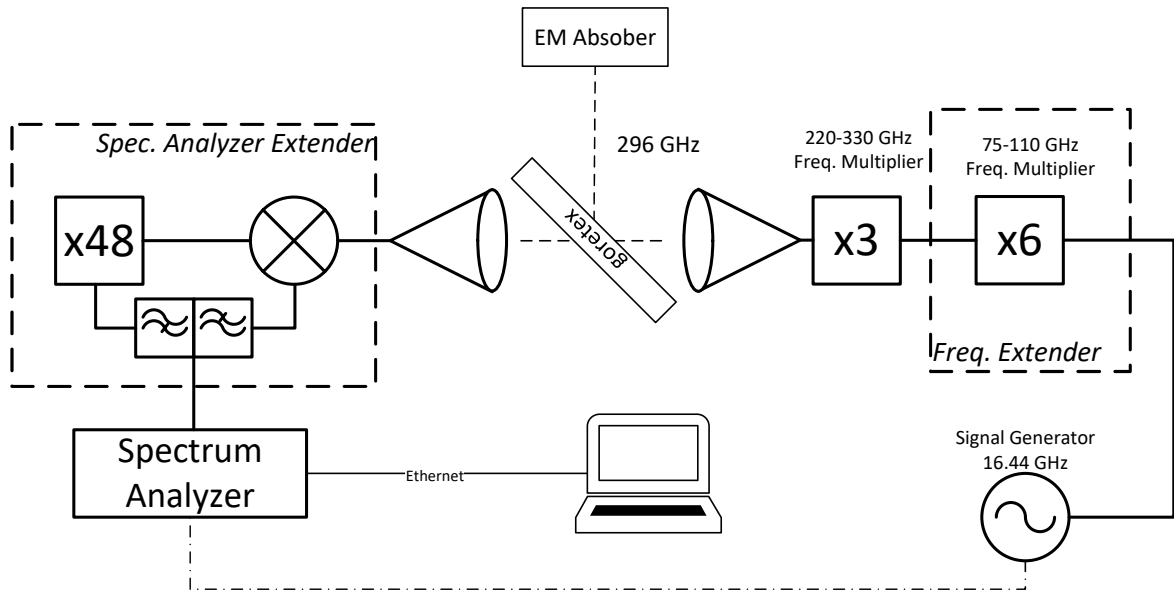 EM Absober
Spec. Analyzer Extender
296 GHz
220-330 GHz
Freq. Multiplier
75-110 GHz
Freq. Multiplier
x48
goretex
x3
x6
Freq. Extender
Spectrum
Analyzer
Ethernet
Signal Generator
16.44 GHz